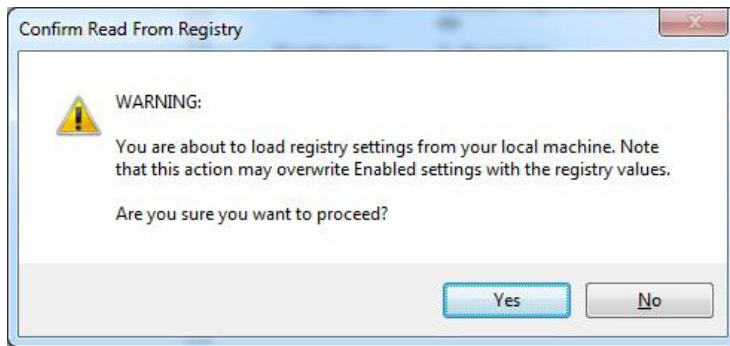 Confirm Read From Registry
WARNING:
You are about to load registry settings from your local machine. Note
that this action may overwrite Enabled settings with the registry values.
Are you sure you want to proceed?
Yes
No